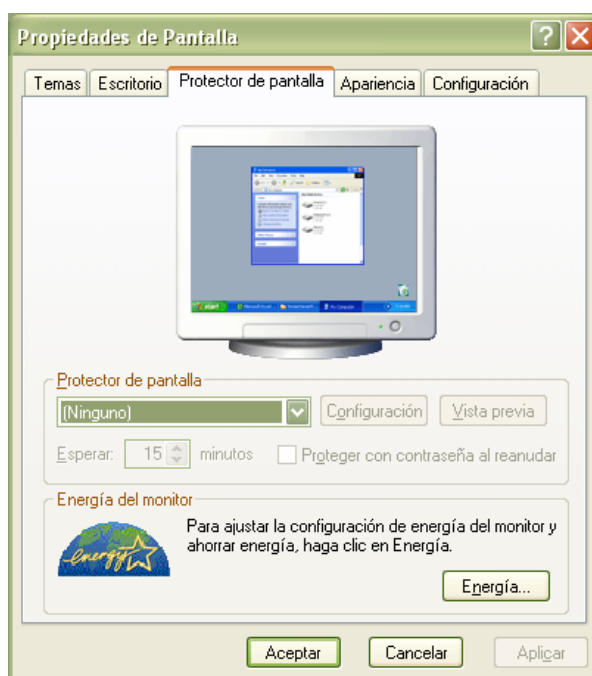 Propiedades de Pantalla
Temas Escritorio Protector de pantalla Apariencia Configuración
start
Protector de pantalla
(Ninguno) Configuración Vista previa
Esperar: 15 minutos Proteger con contraseña al reanudar
Energía del monitor
Para ajustar la configuración de energía del monitor y
ahorrar energía, haga clic en Energía.
energy
Energía...
Aceptar Cancelar Aplicar